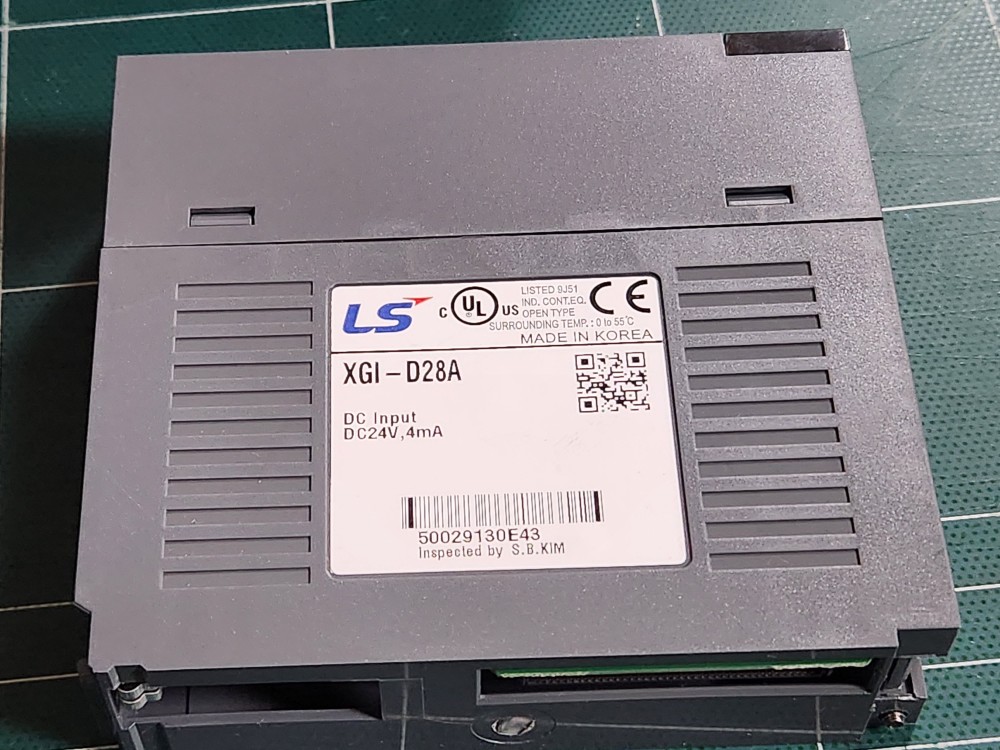 LS
C UL US
®
LISTED 9J51
IND. CONT.EQ.
OPEN TYPE
SURROUNDING TEMP. : 0 to 55℃
CE
MADE IN KOREA
XGI-D28A
DC Input
DC24V,4mA
50029130E43
Inspected by S.B.KIM